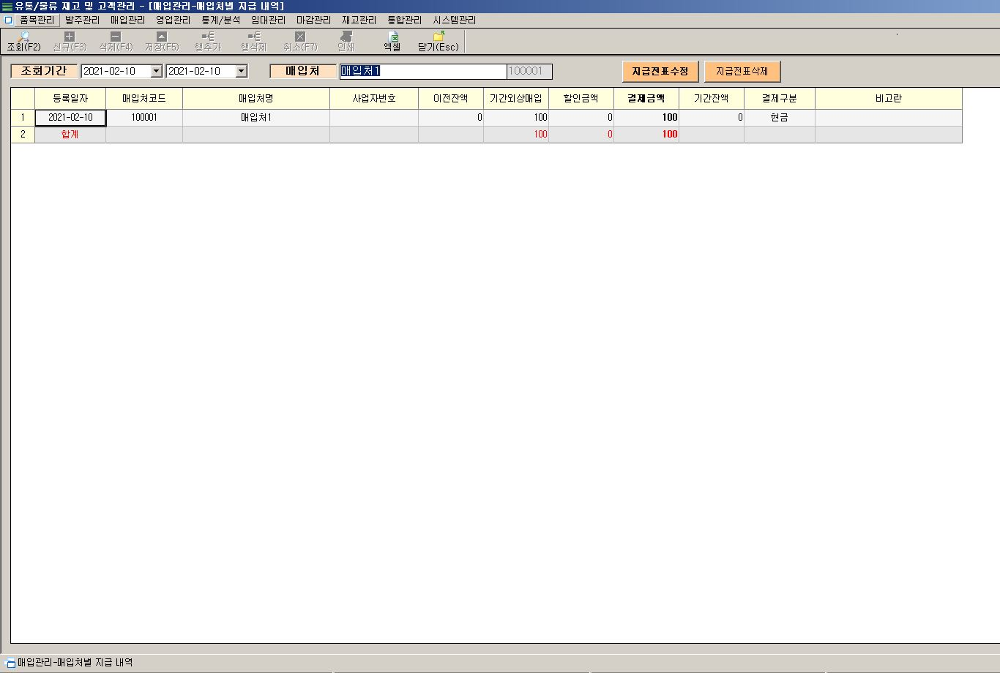 유통/물류 재고 및 고객관리 - [매입관리-매입처별 지급 내역]
품목관리 발주관리 매입관리 영업관리 통계/분석 임대관리 마감관리 재고관리 통합관리 시스템관리
조회(F2) 신규(F3) 삭제(F4) 저장(F5) 행추가 행삭제 취소(F7) 인쇄 엑셀 닫기(Esc)
조회기간 2021-02-10 2021-02-10 매입처 매입처1 100001 지급전표수정 지급전표삭제
등록일자 매입처코드 매입처명 사업자번호 이전잔액 기간외상매입 할인금액 결제금액 기간잔액 결제구분 비고란
1 2021-02-10 100001 매입처1 0 100 0 100 0 현금
2 합계 100 0 100
매입관리-매입처별 지급 내역